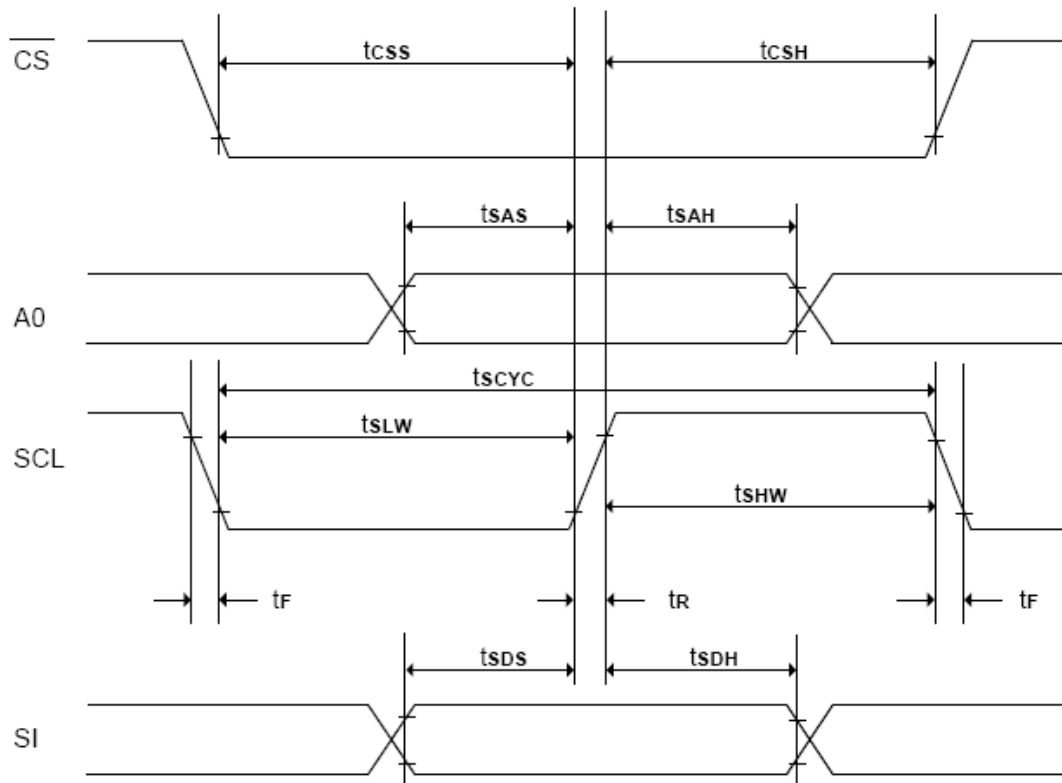 CS
tCSS
tCSH
tSAS
tSAH
A0
tSCYC
tSLW
SCL
tSHW
tF
tR
tF
tSDS
tSDH
SI